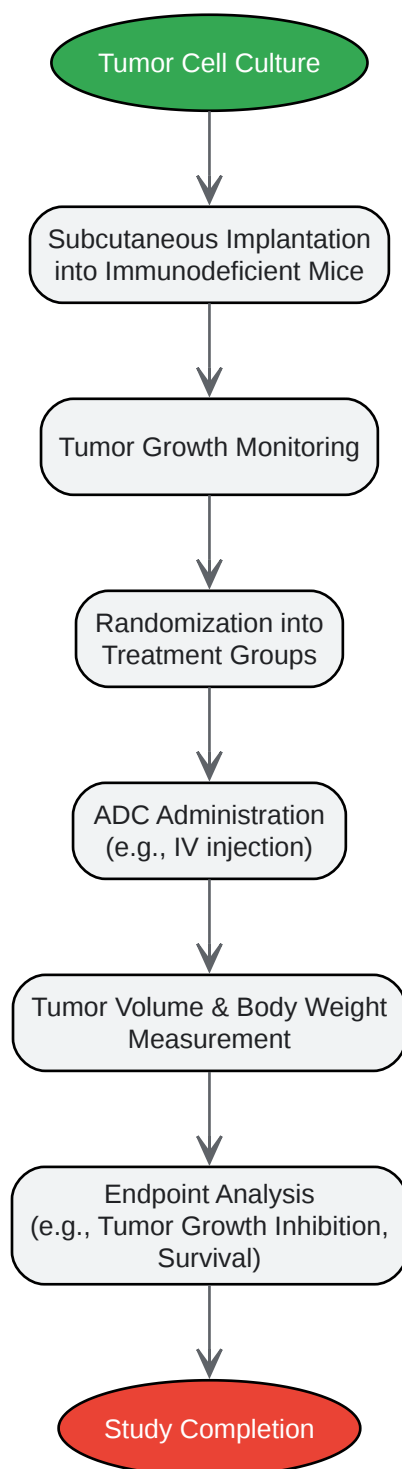 Tumor Cell Culture
Subcutaneous Implantation
into Immunodeficient Mice
Tumor Growth Monitoring
Randomization into
Treatment Groups
ADC Administration
(e.g., IV injection)
Tumor Volume & Body Weight
Measurement
Endpoint Analysis
(e.g., Tumor Growth Inhibition,
Survival)
Study Completion